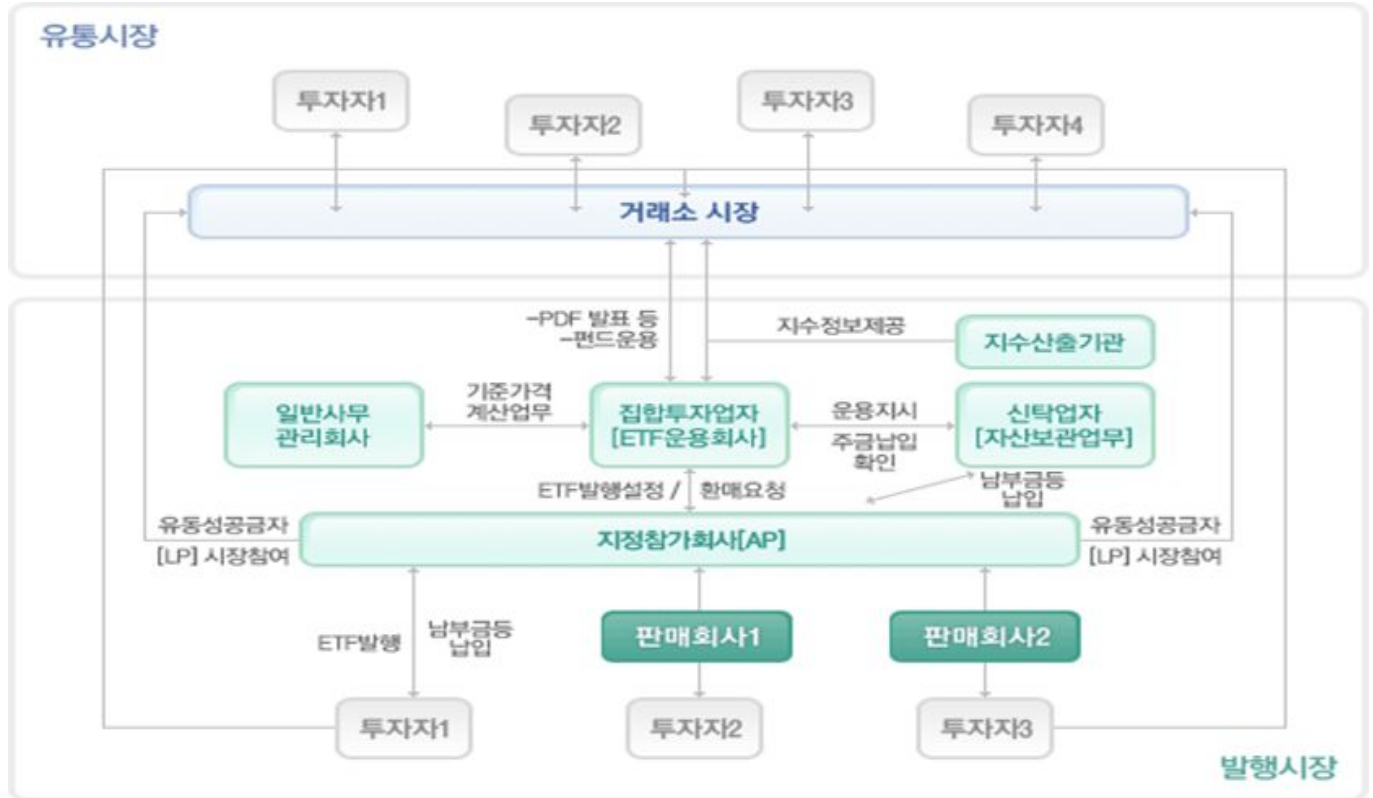 유통시장
투자자1
투자자2
투자자3
투자자4
거래소 시장
-PDF 발표 등
-펀드운용
지수정보제공
지수산출기관
일반사무
관리회사
기준가격
계산업무
집합투자업자
[ETF운용회사]
운용지시
주금납입
확인
신탁업자
[자산보관업무]
ETF발행설정 / 환매요청
남부금등
납입
유동성공급자
[LP] 시장참여
지정참가회사[AP]
유동성공급자
[LP] 시장참여
ETF발행
남부금등
납입
판매회사1
판매회사2
투자자1
투자자2
투자자3
발행시장